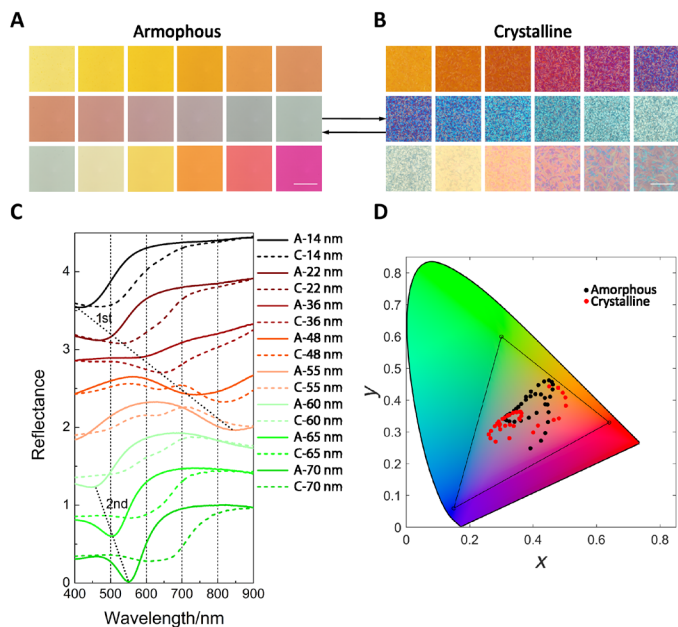 A
Armophous
B
Crystalline
C
4
3
2
1
0
Reflectance
1st
2nd
400 500 600 700 800 900
Wavelength/nm
A-14 nm
C-14 nm
A-22 nm
C-22 nm
A-36 nm
C-36 nm
A-48 nm
C-48 nm
A-55 nm
C-55 nm
A-60 nm
C-60 nm
A-65 nm
C-65 nm
A-70 nm
C-70 nm
D
Amorphous
Crystalline
0.8
0.7
0.6
0.5
0.4
0.3
0.2
0.1
0
y
0 0.2 0.4 0.6 0.8
x